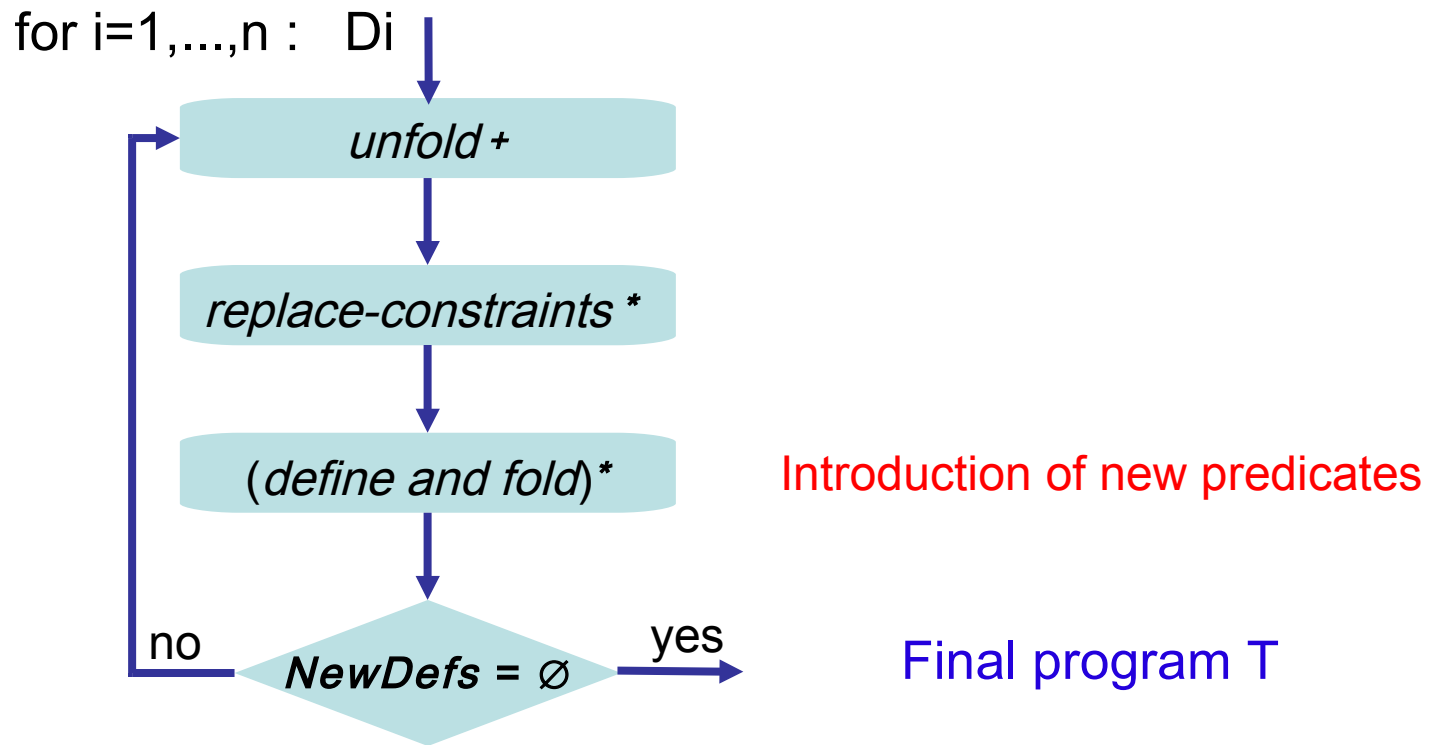 for i=1,...,n : Di
unfold +
replace-constraints *
(define and fold)*
Introduction of new predicates
no
NewDefs = ∅
yes
Final program T